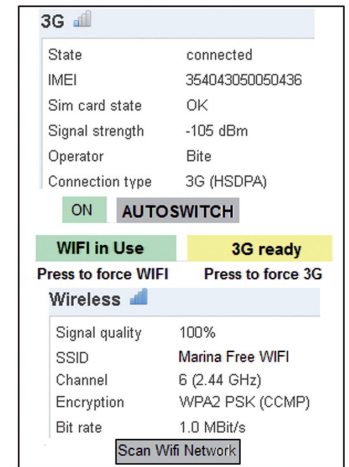 3G
State connected
IMEI 354043050050436
Sim card state OK
Signal strength -105 dBm
Operator Bite
Connection type 3G (HSDPA)
ON AUTOSWITCH
WIFI in Use 3G ready
Press to force WIFI Press to force 3G
Wireless
Signal quality 100%
SSID Marina Free WIFI
Channel 6 (2.44 GHz)
Encryption WPA2 PSK (CCMP)
Bit rate 1.0 MBit/s
Scan Wifi Network